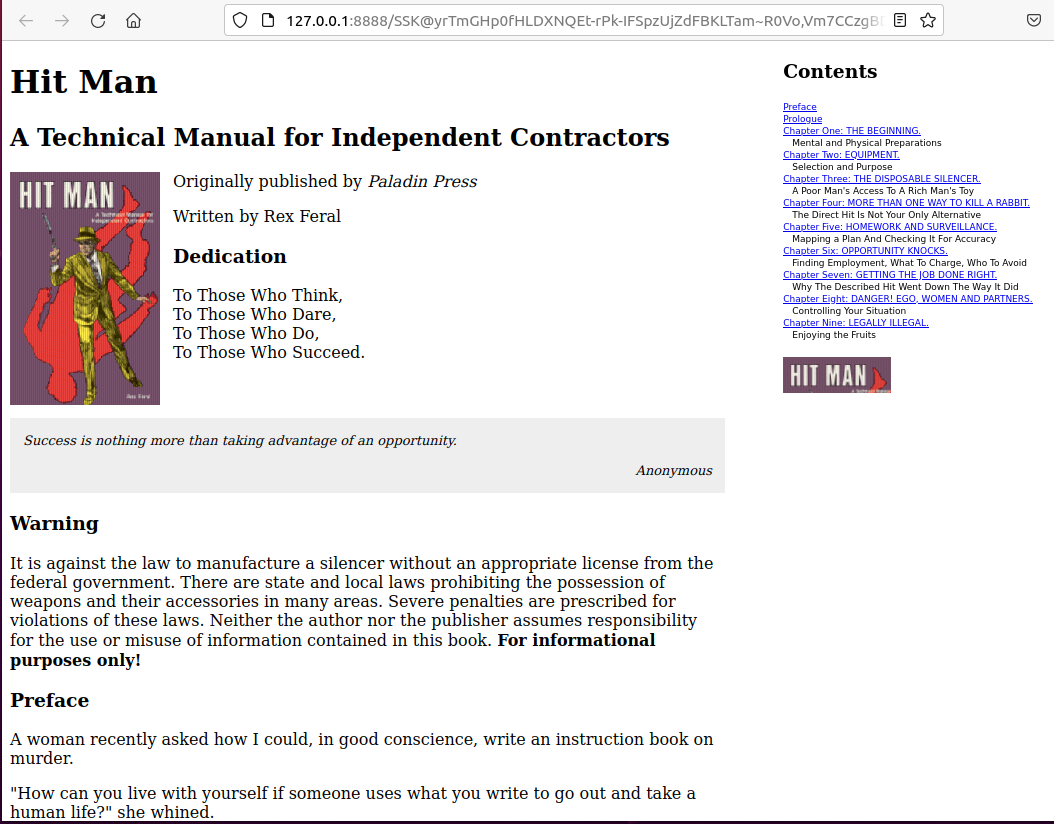 127.0.0.1:8888/SSK@yrTmGHp0fHLDXNQEt-rPk-IFSpzUjZdFBKLTam~R0Vo,Vm7CCzgB
Hit Man
A Technical Manual for Independent Contractors
HIT MAN
A Technical Manual for
Independent Contractors
Rex Feral
Originally published by Paladin Press
Written by Rex Feral
Dedication
To Those Who Think,
To Those Who Dare,
To Those Who Do,
To Those Who Succeed.
Success is nothing more than taking advantage of an opportunity.
Anonymous
Warning
It is against the law to manufacture a silencer without an appropriate license from the
federal government. There are state and local laws prohibiting the possession of
weapons and their accessories in many areas. Severe penalties are prescribed for
violations of these laws. Neither the author nor the publisher assumes responsibility
for the use or misuse of information contained in this book. For informational
purposes only!
Preface
A woman recently asked how I could, in good conscience, write an instruction book on
murder.
"How can you live with yourself if someone uses what you write to go out and take a
human life?" she whined.
Contents
Preface
Prologue
Chapter One: THE BEGINNING.
Mental and Physical Preparations
Chapter Two: EQUIPMENT.
Selection and Purpose
Chapter Three: THE DISPOSABLE SILENCER.
A Poor Man's Access To A Rich Man's Toy
Chapter Four: MORE THAN ONE WAY TO KILL A RABBIT.
The Direct Hit Is Not Your Only Alternative
Chapter Five: HOMEWORK AND SURVEILLANCE.
Mapping a Plan And Checking It For Accuracy
Chapter Six: OPPORTUNITY KNOCKS.
Finding Employment, What To Charge, Who To Avoid
Chapter Seven: GETTING THE JOB DONE RIGHT.
Why The Described Hit Went Down The Way It Did
Chapter Eight: DANGER! EGO, WOMEN AND PARTNERS.
Controlling Your Situation
Chapter Nine: LEGALLY ILLEGAL.
Enjoying the Fruits
HIT MAN